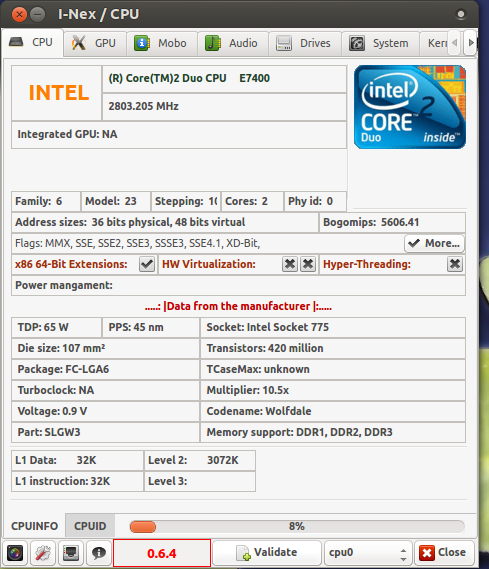 I-Nex / CPU
CPU GPU Mobo Audio Drives System Kern
INTEL
(R) Core(TM)2 Duo CPU E7400
2803.205 MHz
Integrated GPU: NA
intel
CORE 2
Duo inside™
Family: 6 Model: 23 Stepping: 10 Cores: 2 Phy id: 0
Address sizes: 36 bits physical, 48 bits virtual Bogomips: 5606.41
Flags: MMX, SSE, SSE2, SSE3, SSSE3, SSE4.1, XD-Bit, More...
x86 64-Bit Extensions: HW Virtualization: Hyper-Threading:
Power mangament:
.....: |Data from the manufacturer |:.....
TDP: 65 W PPS: 45 nm Socket: Intel Socket 775
Die size: 107 mm² Transistors: 420 million
Package: FC-LGA6 TCaseMax: unknown
Turboclock: NA Multiplier: 10.5x
Voltage: 0.9 V Codename: Wolfdale
Part: SLGW3 Memory support: DDR1, DDR2, DDR3
L1 Data: 32K Level 2: 3072K
L1 instruction: 32K Level 3:
CPUINFO CPUID 8%
0.6.4 Validate cpu0 Close